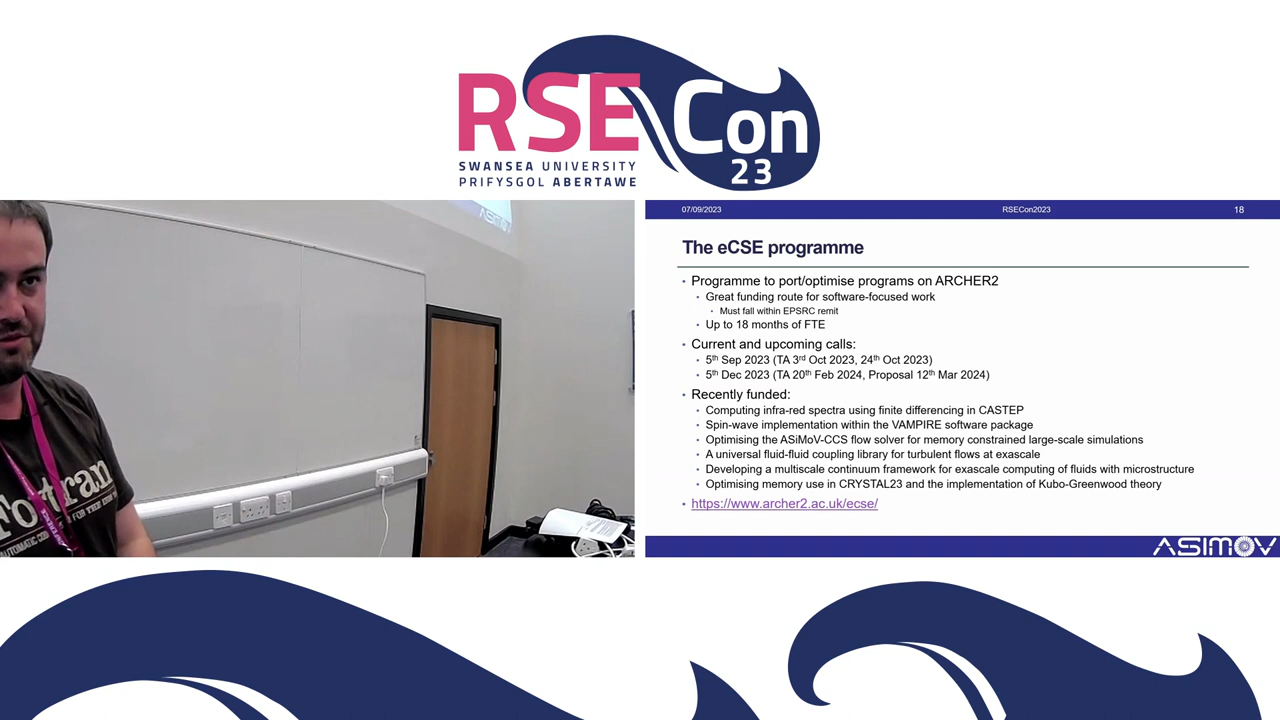 RSE Con
23
SWANSEA UNIVERSITY
PRIFYSGOL ABERTAWE
ASIMOV
Fortran
07/09/2023 RSECon2023 18
The eCSE programme
• Programme to port/optimise programs on ARCHER2
• Great funding route for software-focused work
• Must fall within EPSRC remit
• Up to 18 months of FTE
• Current and upcoming calls:
• 5th Sep 2023 (TA 3rd Oct 2023, 24th Oct 2023)
• 5th Dec 2023 (TA 20th Feb 2024, Proposal 12th Mar 2024)
• Recently funded:
• Computing infra-red spectra using finite differencing in CASTEP
• Spin-wave implementation within the VAMPIRE software package
• Optimising the ASiMoV-CCS flow solver for memory constrained large-scale simulations
• A universal fluid-fluid coupling library for turbulent flows at exascale
• Developing a multiscale continuum framework for exascale computing of fluids with microstructure
• Optimising memory use in CRYSTAL23 and the implementation of Kubo-Greenwood theory
• https://www.archer2.ac.uk/ecse/
ASIMOV